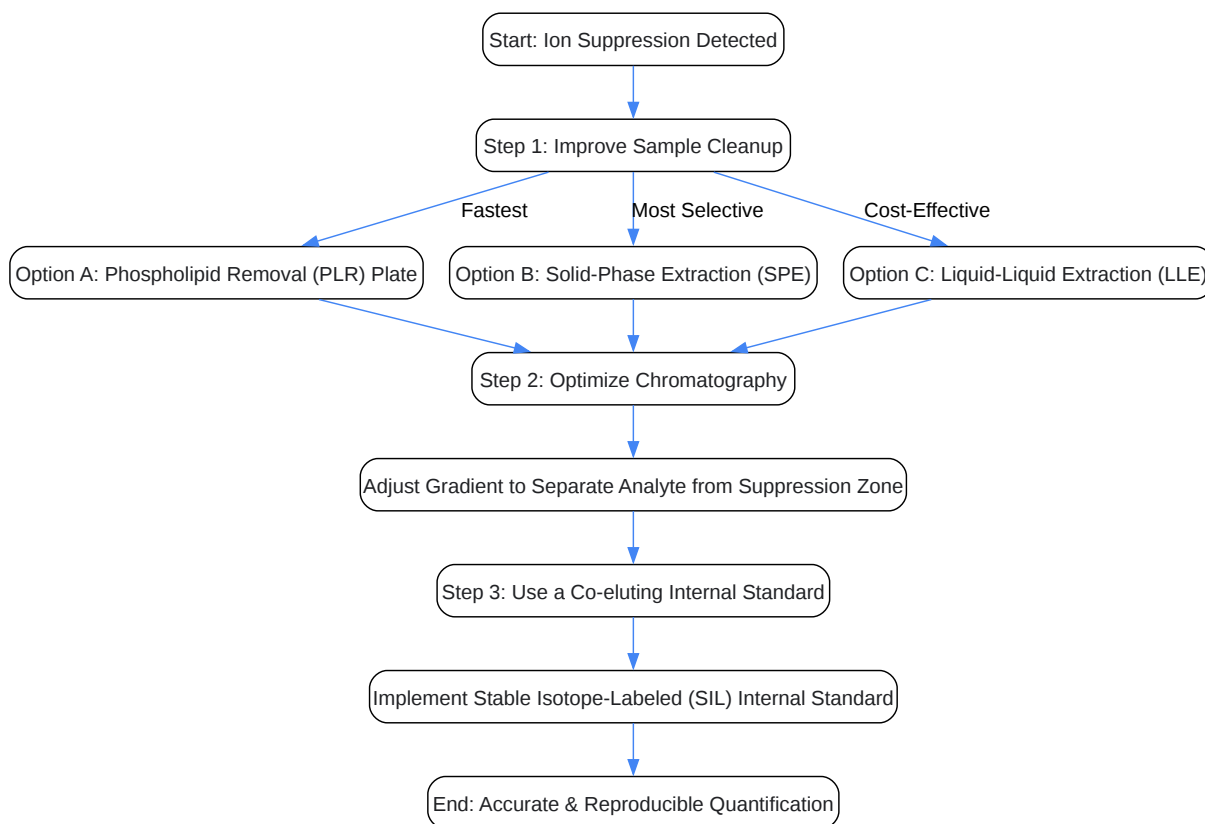 Start: Ion Suppression Detected
Step 1: Improve Sample Cleanup
Fastest
Most Selective
Cost-Effective
Option A: Phospholipid Removal (PLR) Plate
Option B: Solid-Phase Extraction (SPE)
Option C: Liquid-Liquid Extraction (LLE)
Step 2: Optimize Chromatography
Adjust Gradient to Separate Analyte from Suppression Zone
Step 3: Use a Co-eluting Internal Standard
Implement Stable Isotope-Labeled (SIL) Internal Standard
End: Accurate & Reproducible Quantification